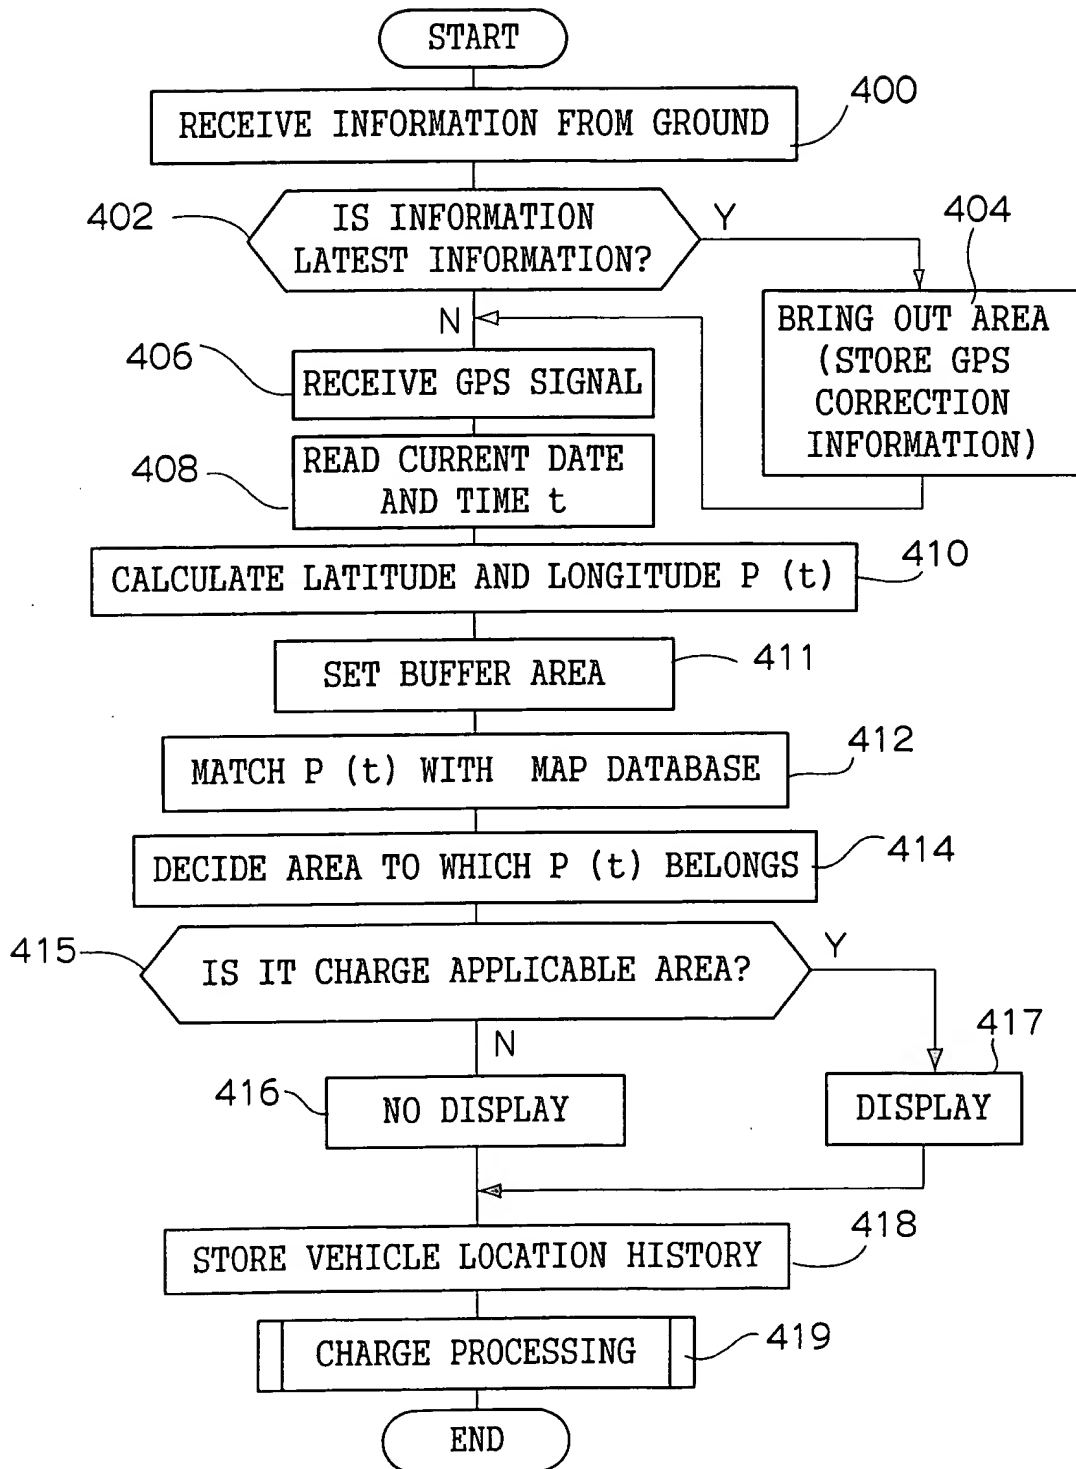 START
RECEIVE INFORMATION FROM GROUND
400
402
IS INFORMATION
LATEST INFORMATION?
Y
404
N
BRING OUT AREA
(STORE GPS
CORRECTION
INFORMATION)
406
RECEIVE GPS SIGNAL
408
READ CURRENT DATE
AND TIME t
CALCULATE LATITUDE AND LONGITUDE P (t)
410
SET BUFFER AREA
411
MATCH P (t) WITH MAP DATABASE
412
DECIDE AREA TO WHICH P (t) BELONGS
414
415
IS IT CHARGE APPLICABLE AREA?
Y
N
417
416
NO DISPLAY
DISPLAY
STORE VEHICLE LOCATION HISTORY
418
CHARGE PROCESSING
419
END